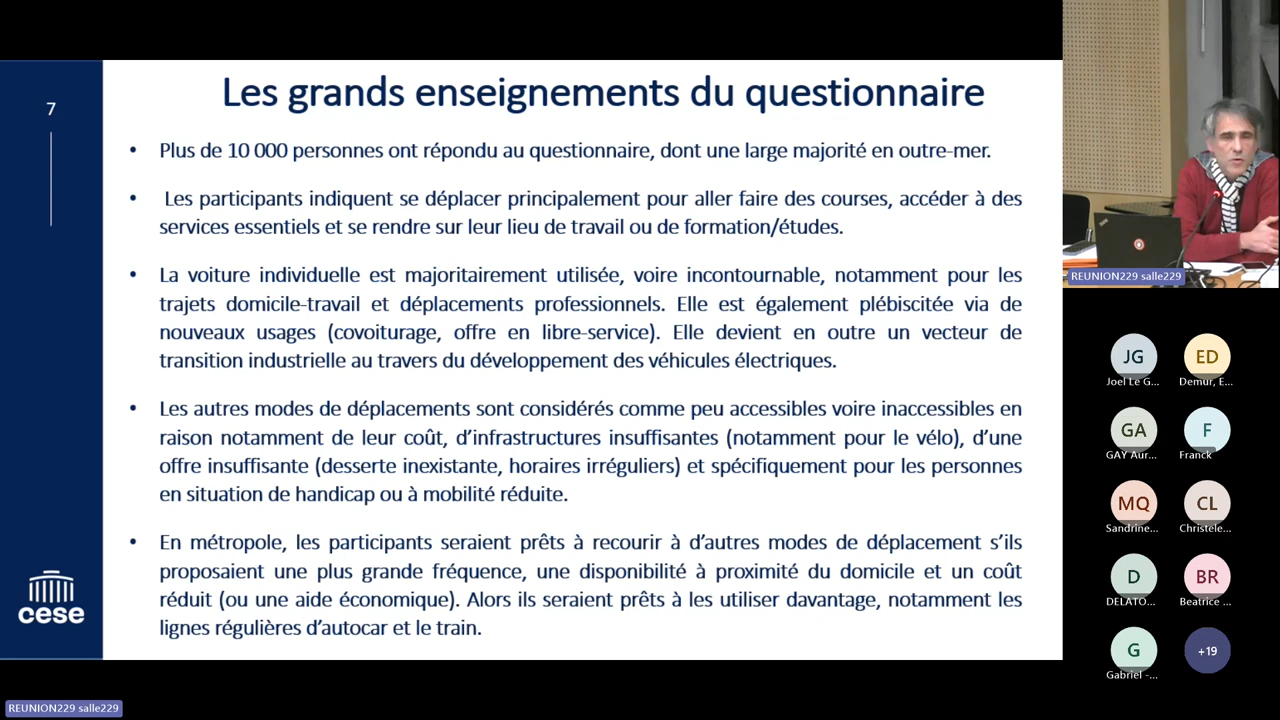 7
Les grands enseignements du questionnaire
• Plus de 10 000 personnes ont répondu au questionnaire, dont une large majorité en outre-mer.
• Les participants indiquent se déplacer principalement pour aller faire des courses, accéder à des
services essentiels et se rendre sur leur lieu de travail ou de formation/études.
• La voiture individuelle est majoritairement utilisée, voire incontournable, notamment pour les
trajets domicile-travail et déplacements professionnels. Elle est également plébiscitée via de
nouveaux usages (covoiturage, offre en libre-service). Elle devient en outre un vecteur de
transition industrielle au travers du développement des véhicules électriques.
• Les autres modes de déplacements sont considérés comme peu accessibles voire inaccessibles en
raison notamment de leur coût, d'infrastructures insuffisantes (notamment pour le vélo), d'une
offre insuffisante (desserte inexistante, horaires irréguliers) et spécifiquement pour les personnes
en situation de handicap ou à mobilité réduite.
• En métropole, les participants seraient prêts à recourir à d'autres modes de déplacement s'ils
proposaient une plus grande fréquence, une disponibilité à proximité du domicile et un coût
réduit (ou une aide économique). Alors ils seraient prêts à les utiliser davantage, notamment les
lignes régulières d'autocar et le train.
cese
REUNION229 salle229
REUNION229 salle229
JG
Joel Le G...
ED
Demur, E...
GA
GAY Aur...
F
Franck
MQ
Sandrine...
CL
Christele...
D
DELATO...
BR
Beatrice ...
G
Gabriel -...
+19